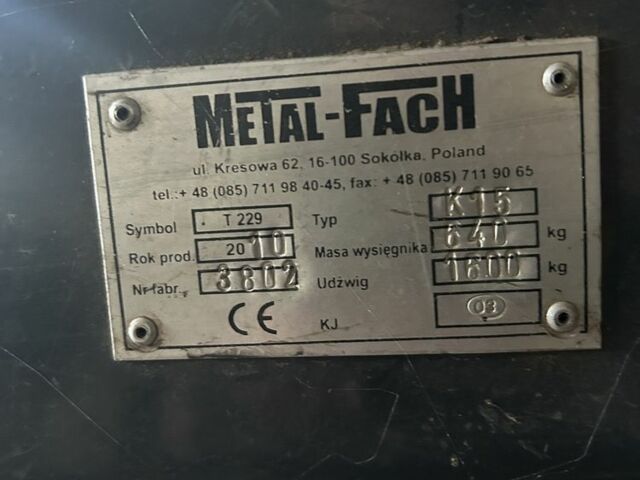 METAL-FACH
ul. Kresowa 62, 16-100 Sokółka, Poland
tel.:+ 48 (085) 711 98 40-45, fax: + 48 (085) 711 90 65
Symbol T 229 Typ K15
Rok prod. 2010 Masa wysięgnika 640 kg
Nr fabr. 3802 Udźwig 1600 kg
CE KJ 03